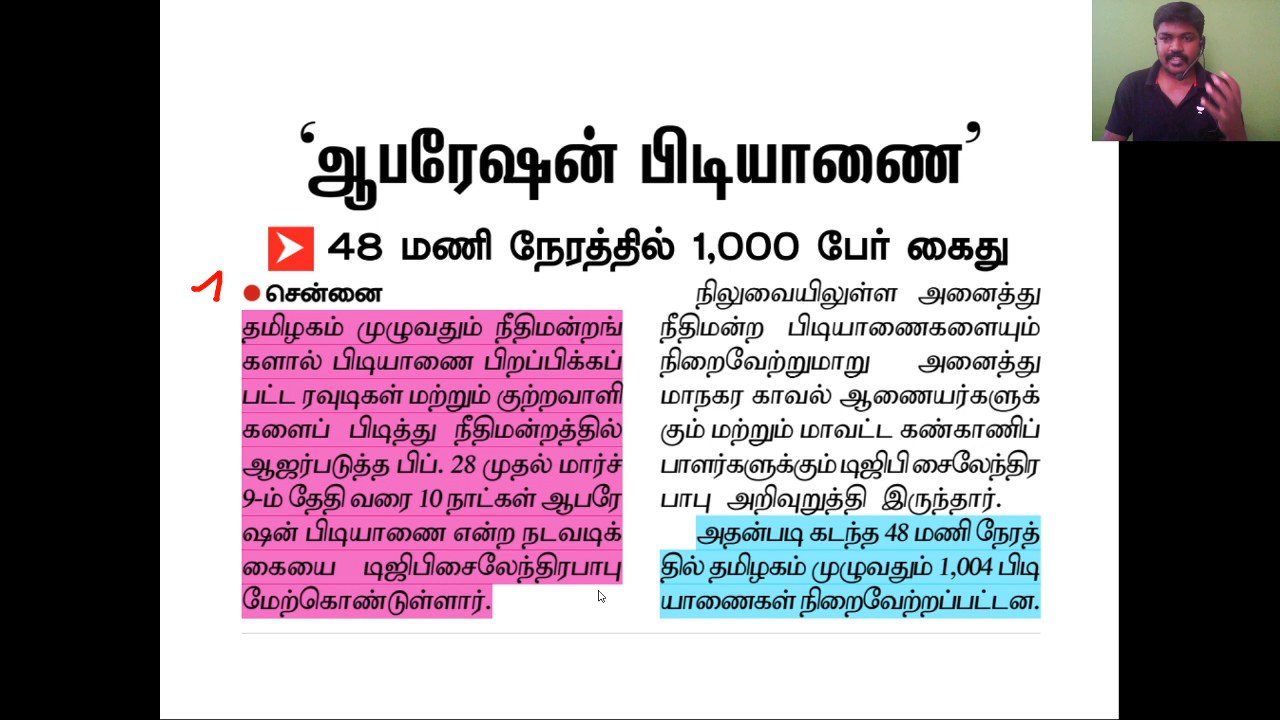 ‘ஆபரேஷன் பிடியாணை’
48 மணி நேரத்தில் 1,000 பேர் கைது
1
சென்னை
தமிழகம் முழுவதும் நீதிமன்றங்
களால் பிடியாணை பிறப்பிக்கப்
பட்ட ரவுடிகள் மற்றும் குற்றவாளி
களைப் பிடித்து நீதிமன்றத்தில்
ஆஜர்படுத்த பிப். 28 முதல் மார்ச்
9-ம் தேதி வரை 10 நாட்கள் ஆபரே
ஷன் பிடியாணை என்ற நடவடிக்
கையை டிஜிபிசைலேந்திரபாபு
மேற்கொண்டுள்ளார்.
நிலுவையிலுள்ள அனைத்து
நீதிமன்ற பிடியாணைகளையும்
நிறைவேற்றுமாறு அனைத்து
மாநகர காவல் ஆணையர்களுக்
கும் மற்றும் மாவட்ட கண்காணிப்
பாளர்களுக்கும் டிஜிபி சைலேந்திர
பாபு அறிவுறுத்தி இருந்தார்.
அதன்படி கடந்த 48 மணி நேரத்
தில் தமிழகம் முழுவதும் 1,004 பிடி
யாணைகள் நிறைவேற்றப்பட்டன.